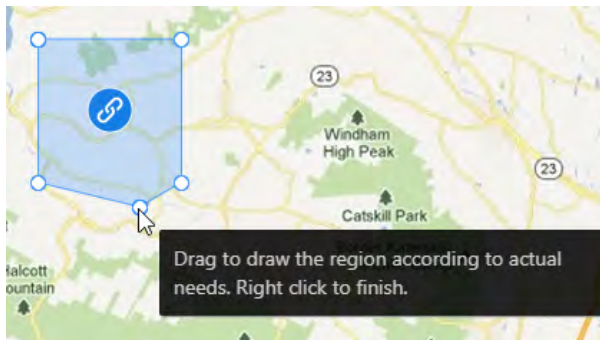 23
Windham
High Peak
23
Catskill Park
Drag to draw the region according to actual
needs. Right click to finish.
alcott
ountain